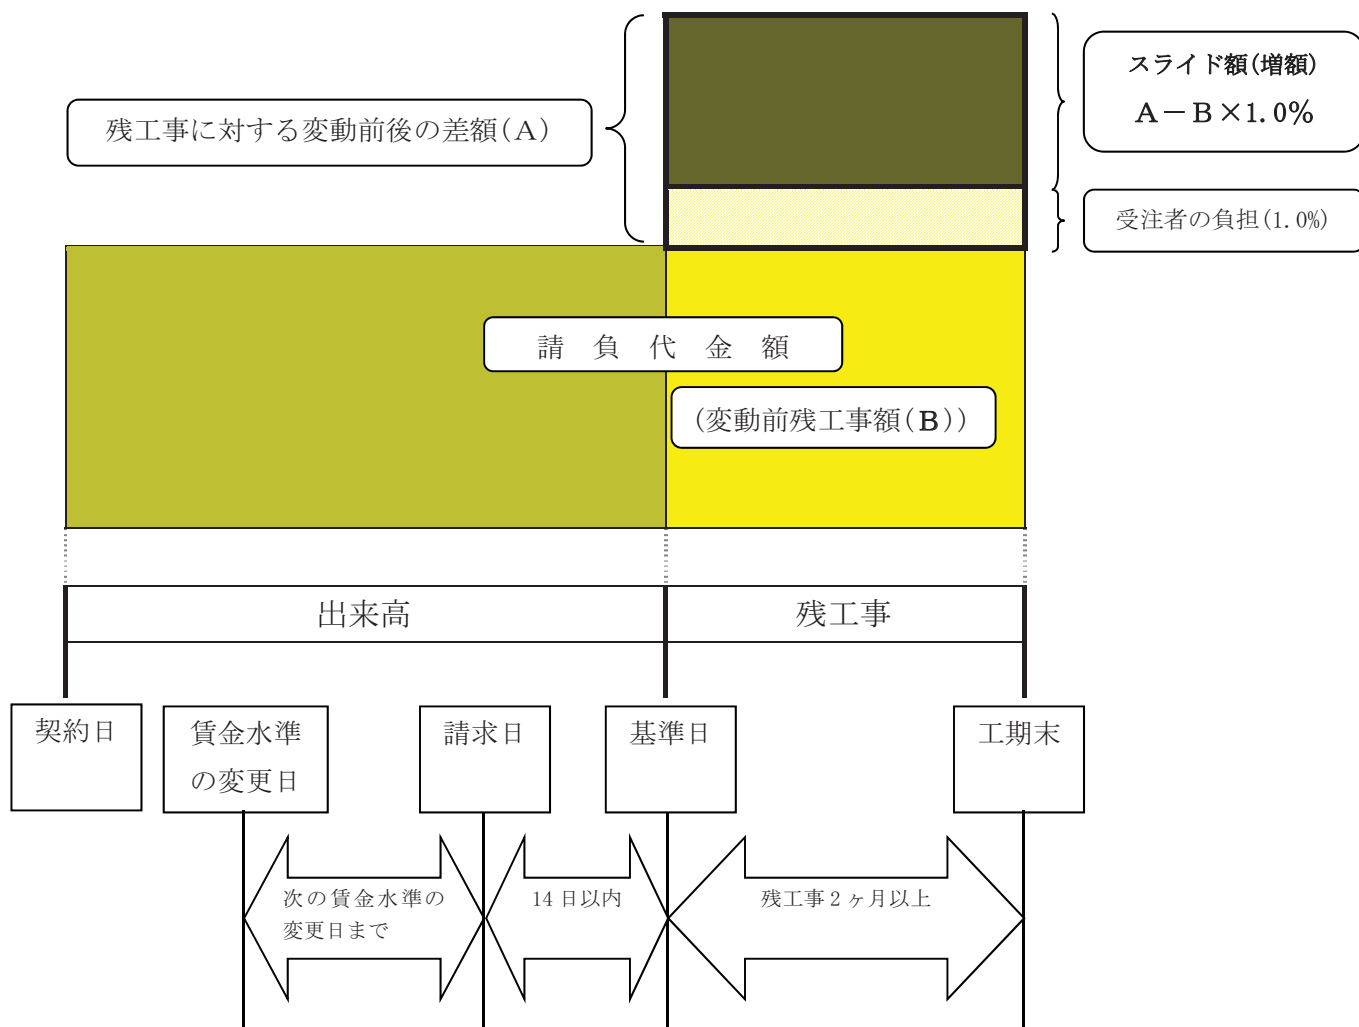 スライド額(増額)
A－B×1.0%
残工事に対する変動前後の差額(A)
受注者の負担(1.0%)
請 負 代 金 額
(変動前残工事額(B))
出来高
残工事
契約日
賃金水準
の変更日
請求日
基準日
工期末
次の賃金水準の
変更日まで
14 日以内
残工事 2 ヶ月以上